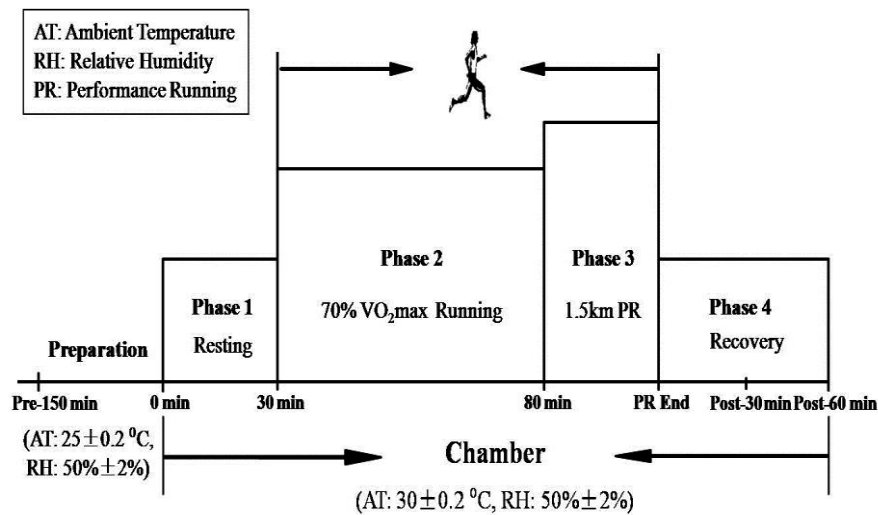 AT: Ambient Temperature
RH: Relative Humidity
PR: Performance Running
Phase 1
Resting
Phase 2
70% VO₂max Running
Phase 3
1.5km PR
Phase 4
Recovery
Preparation
Pre-150 min
0 min
30 min
80 min
PR End
Post-30 min
Post-60 min
(AT: 25±0.2 ⁰C,
RH: 50%±2%)
Chamber
(AT: 30±0.2 ⁰C, RH: 50%±2%)